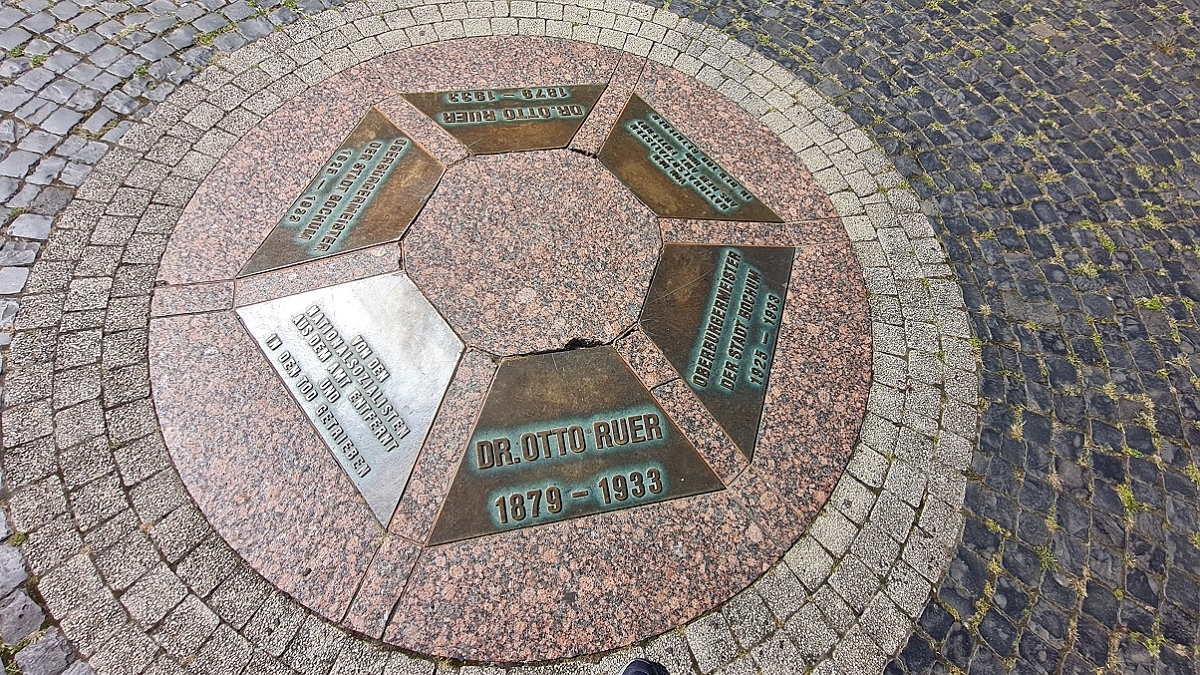 DR. OTTO RUER
1879 – 1933
OBERBÜRGERMEISTER
DER STADT BOCHUM
1925 – 1933
VON DEN
NATIONALSOZIALISTEN
AUS DEM AMT ENTFERNT
UND
IN DEN TOD GETRIEBEN
DR. OTTO RUER
1879 – 1933
OBERBÜRGERMEISTER
DER STADT BOCHUM
1925 – 1933